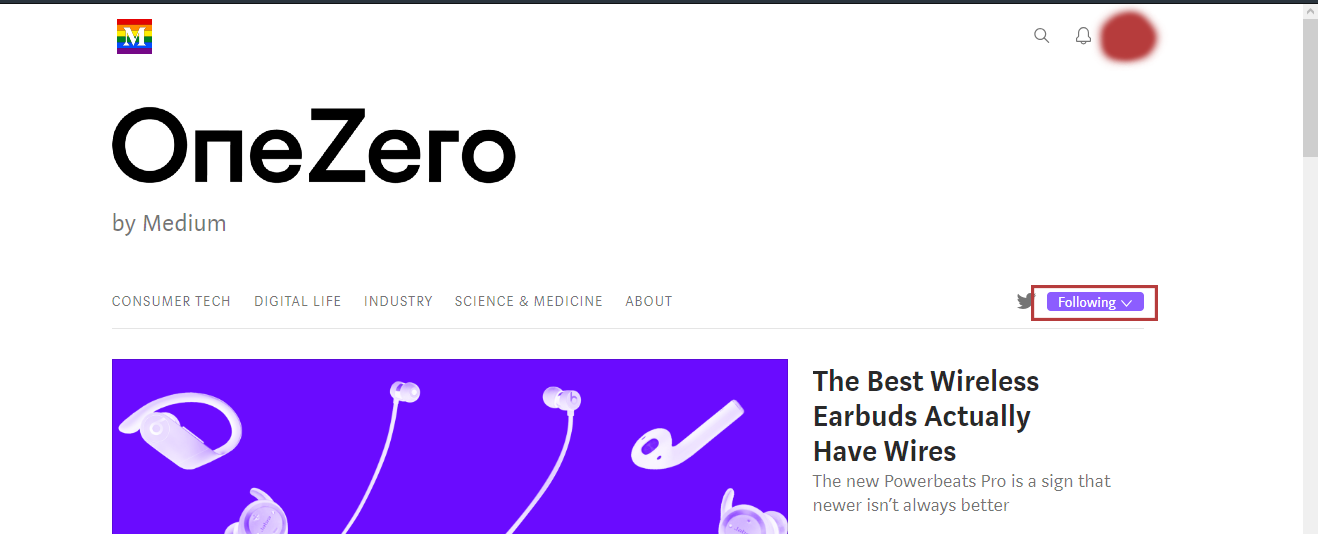 M
OneZero
by Medium
CONSUMER TECH DIGITAL LIFE INDUSTRY SCIENCE & MEDICINE ABOUT
Following
The Best Wireless
Earbuds Actually
Have Wires
The new Powerbeats Pro is a sign that
newer isn’t always better